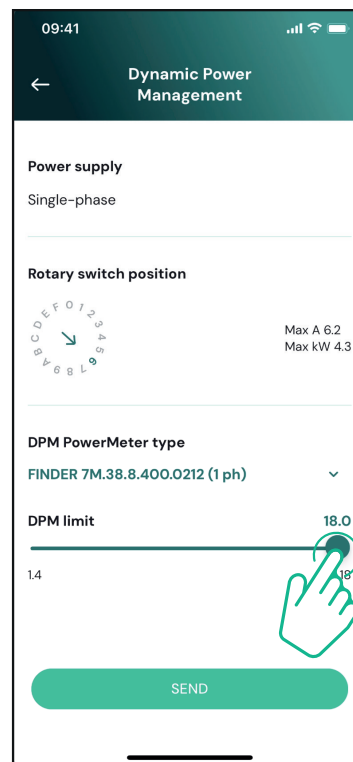 09:41
Dynamic Power
Management
Power supply
Single-phase
Rotary switch position
0 1 2 3 4 5 6 7 8 9 A B C D E F
Max A 6.2
Max kW 4.3
DPM PowerMeter type
FINDER 7M.38.8.400.0212 (1 ph)
DPM limit
18.0
1.4
18
SEND